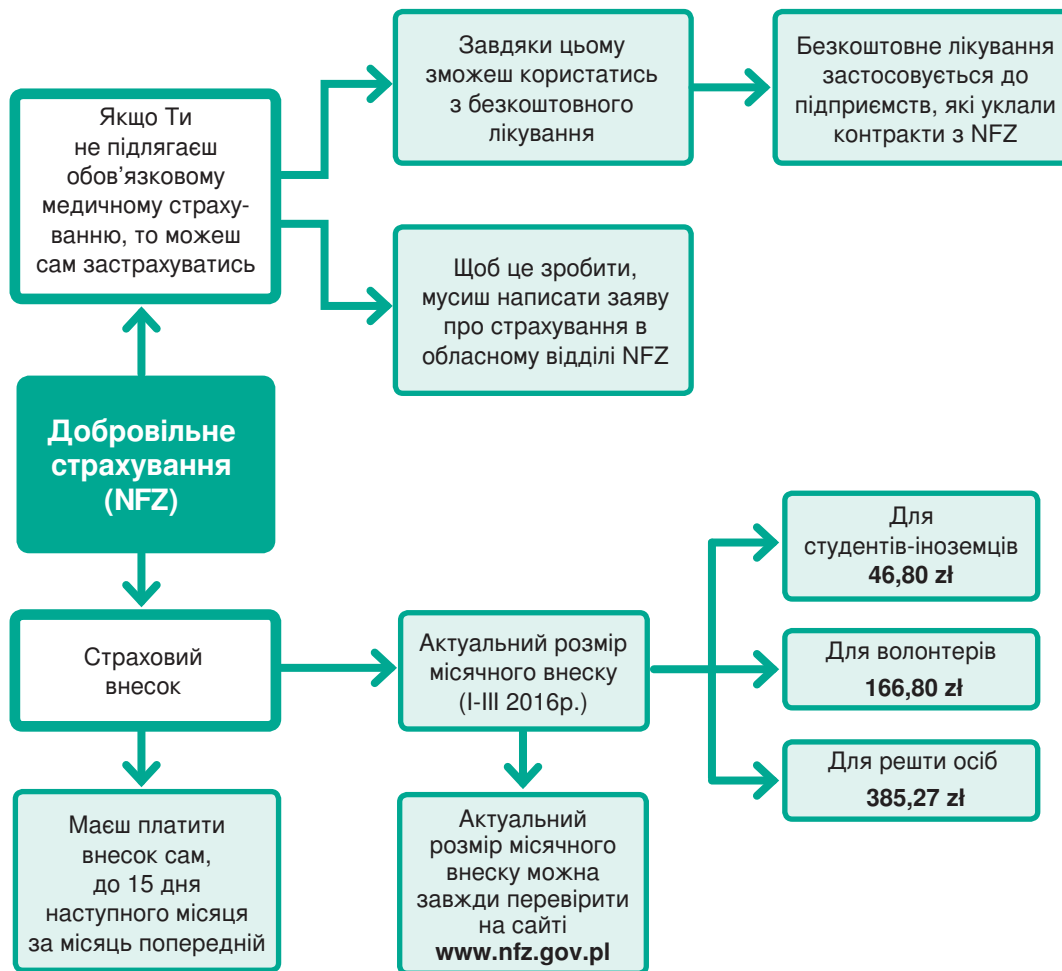 Якщо Ти
не підлягаєш
обов’язковому
медичному страху-
ванню, то можеш
сам застрахуватись
Завдяки цьому
зможеш користатись
з безкоштовного
лікування
Безкоштовне лікування
застосовується до
підприємств, які уклали
контракти з NFZ
Щоб це зробити,
мусиш написати заяву
про страхування в
обласному відділі NFZ
Добровільне
страхування
(NFZ)
Страховий
внесок
Актуальний розмір
місячного внеску
(I-III 2016р.)
Для
студентів-іноземців
46,80 zł
Для волонтерів
166,80 zł
Для решти осіб
385,27 zł
Маєш платити
внесок сам,
до 15 дня
наступного місяця
за місяць попередній
Актуальний
розмір місячного
внеску можна
завжди перевірити
на сайті
www.nfz.gov.pl